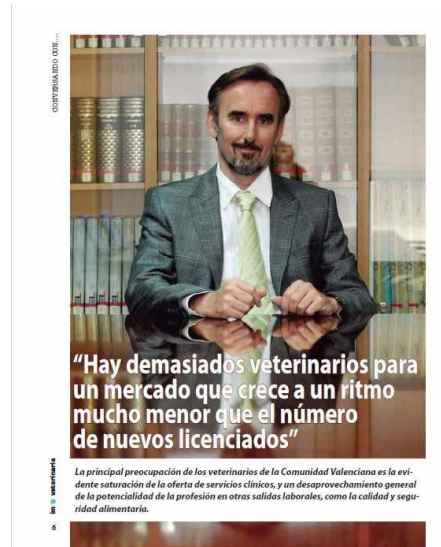 CONVERSANDO CON....
“Hay demasiados veterinarios para
un mercado que crece a un ritmo
mucho menor que el número
de nuevos licenciados”
La principal preocupación de los veterinarios de la Comunidad Valenciana es la evi-
dente saturación de la oferta de servicios clínicos, y un desaprovechamiento general
de la potencialidad de la profesión en otras salidas laborales, como la calidad y segu-
ridad alimentaria.
im veterinaria
6